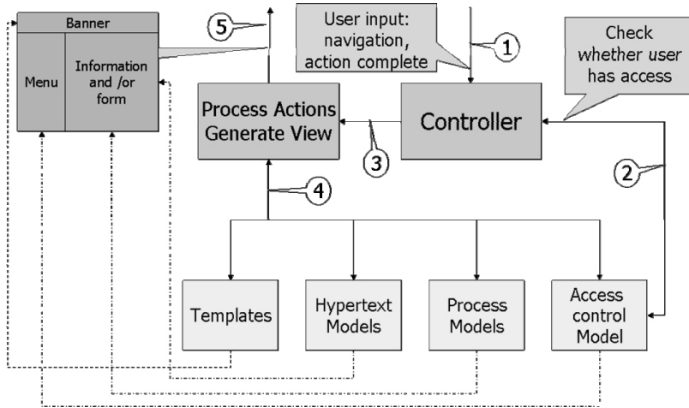 Banner
Menu
Information
and /or
form
5
User input:
navigation,
action complete
1
Check
whether user
has access
Process Actions
Generate View
3
Controller
2
4
Templates
Hypertext
Models
Process
Models
Access
control
Model